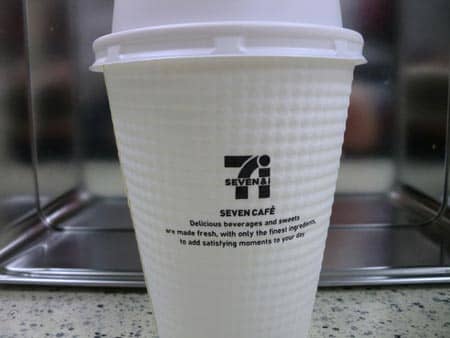 7i
SEVEN & i
SEVEN CAFÉ
Delicious beverages and sweets
are made fresh, with only the finest ingredients,
to add satisfying moments to your day